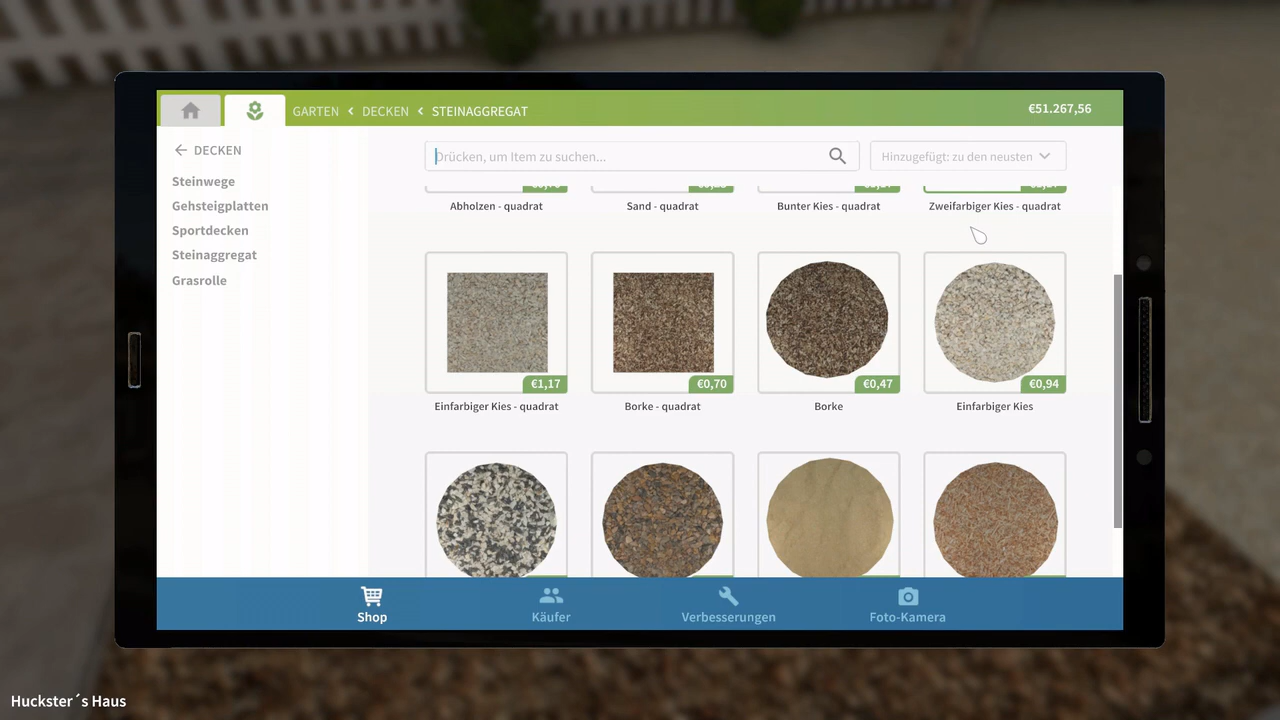 GARTEN < DECKEN < STEINAGGREGAT
€51.267,56
DECKEN
Steinwege
Gehsteigplatten
Sportdecken
Steinaggregat
Grasrolle
Drücken, um Item zu suchen...
Hinzugefügt: zu den neusten
Abholzen - quadrat
Sand - quadrat
Bunter Kies - quadrat
Zweifarbiger Kies - quadrat
€1,17
€0,70
€0,47
€0,94
Einfarbiger Kies - quadrat
Borke - quadrat
Borke
Einfarbiger Kies
Shop
Käufer
Verbesserungen
Foto-Kamera
Huckster´s Haus